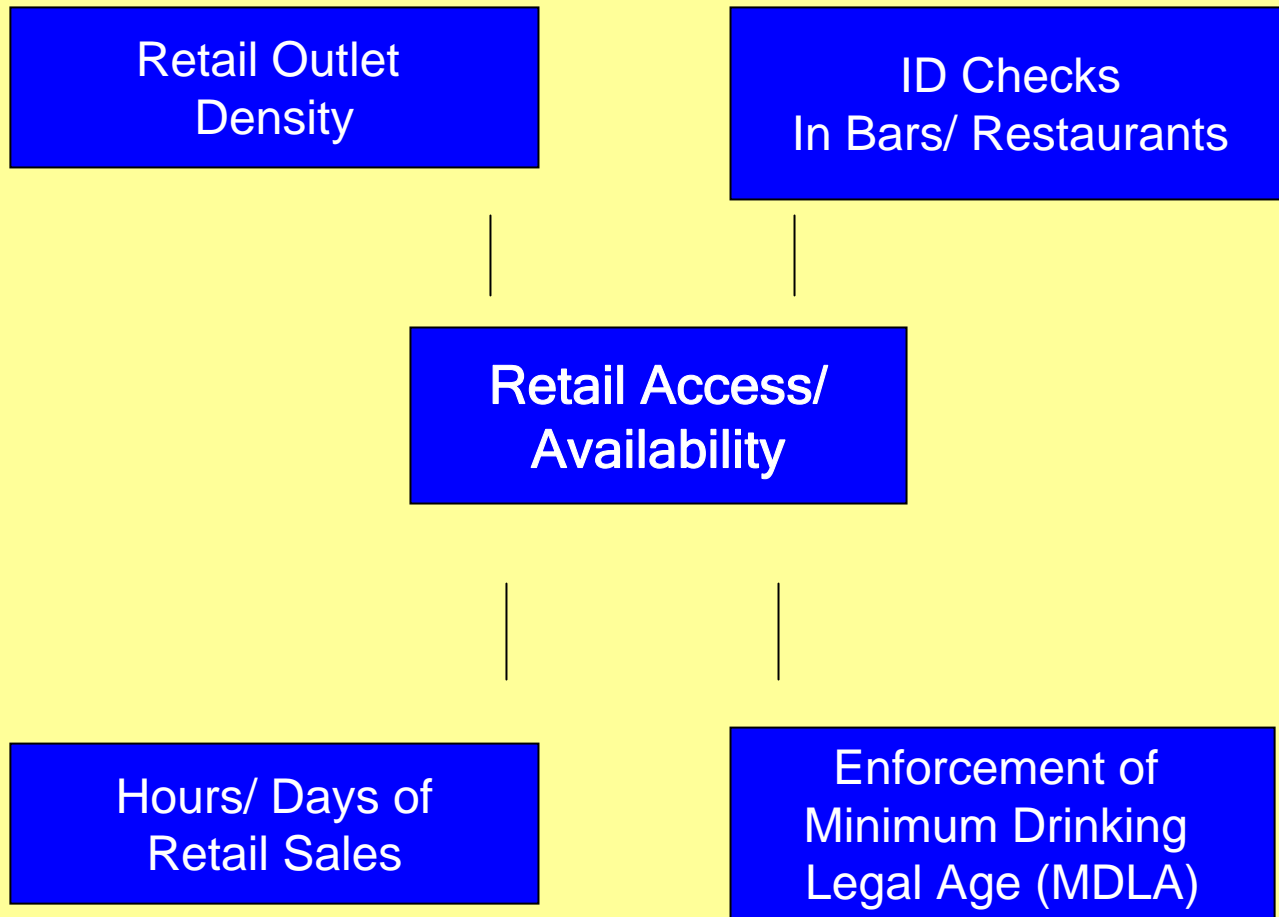 Retail Outlet
Density
ID Checks
In Bars/ Restaurants
Retail Access/
Availability
Hours/ Days of
Retail Sales
Enforcement of
Minimum Drinking
Legal Age (MDLA)